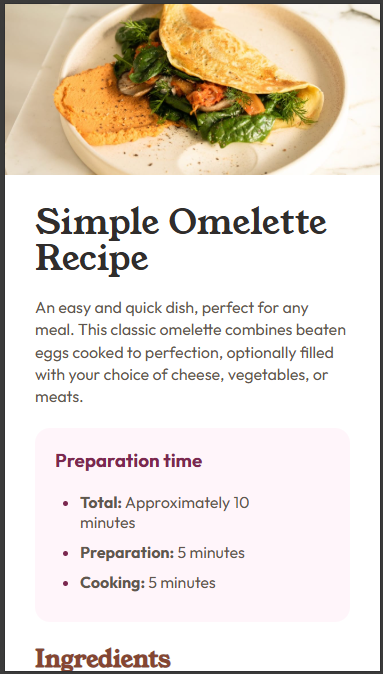 Simple Omelette
Recipe
An easy and quick dish, perfect for any
meal. This classic omelette combines beaten
eggs cooked to perfection, optionally filled
with your choice of cheese, vegetables, or
meats.
Preparation time
• Total: Approximately 10
minutes
• Preparation: 5 minutes
• Cooking: 5 minutes
Ingredients